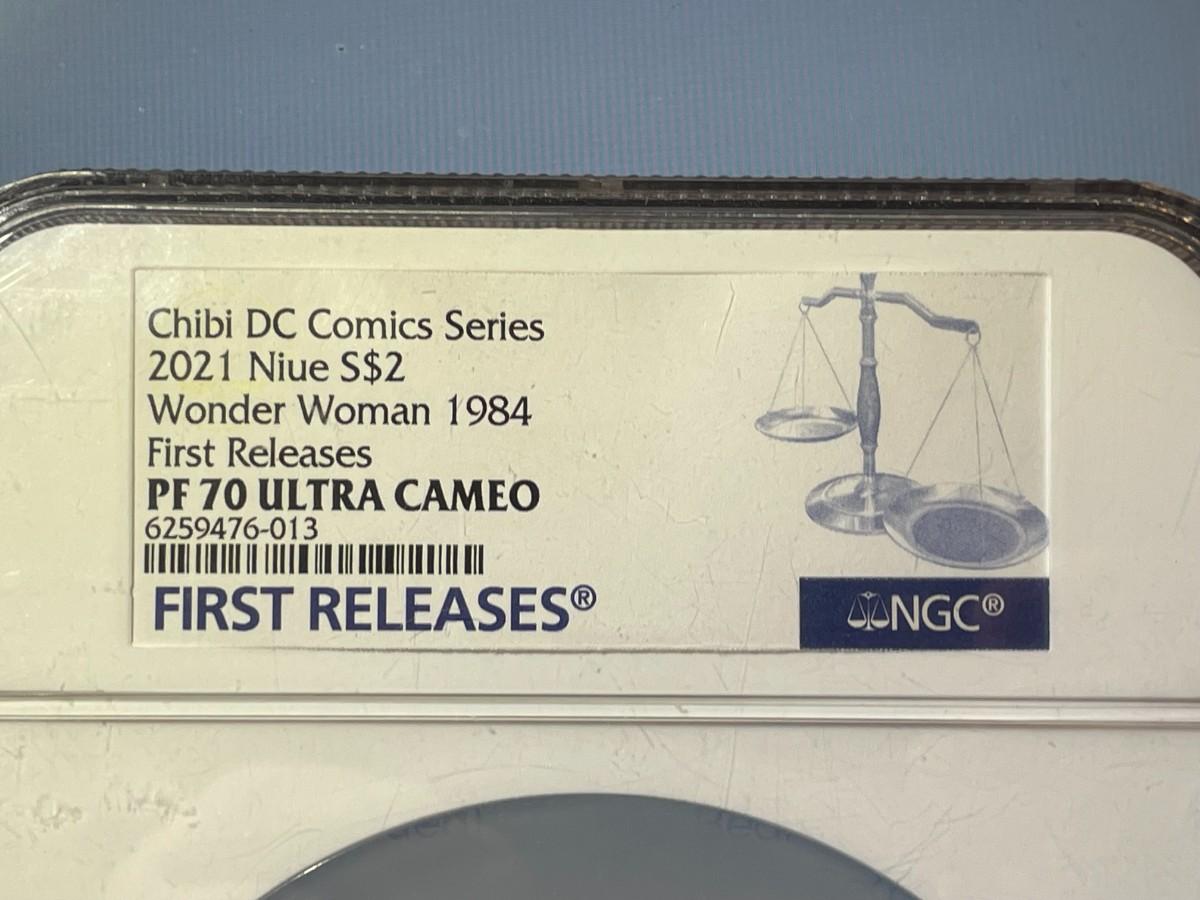 Chibi DC Comics Series
2021 Niue S$2
Wonder Woman 1984
First Releases
PF 70 ULTRA CAMEO
6259476-013
FIRST RELEASES®
NGC®